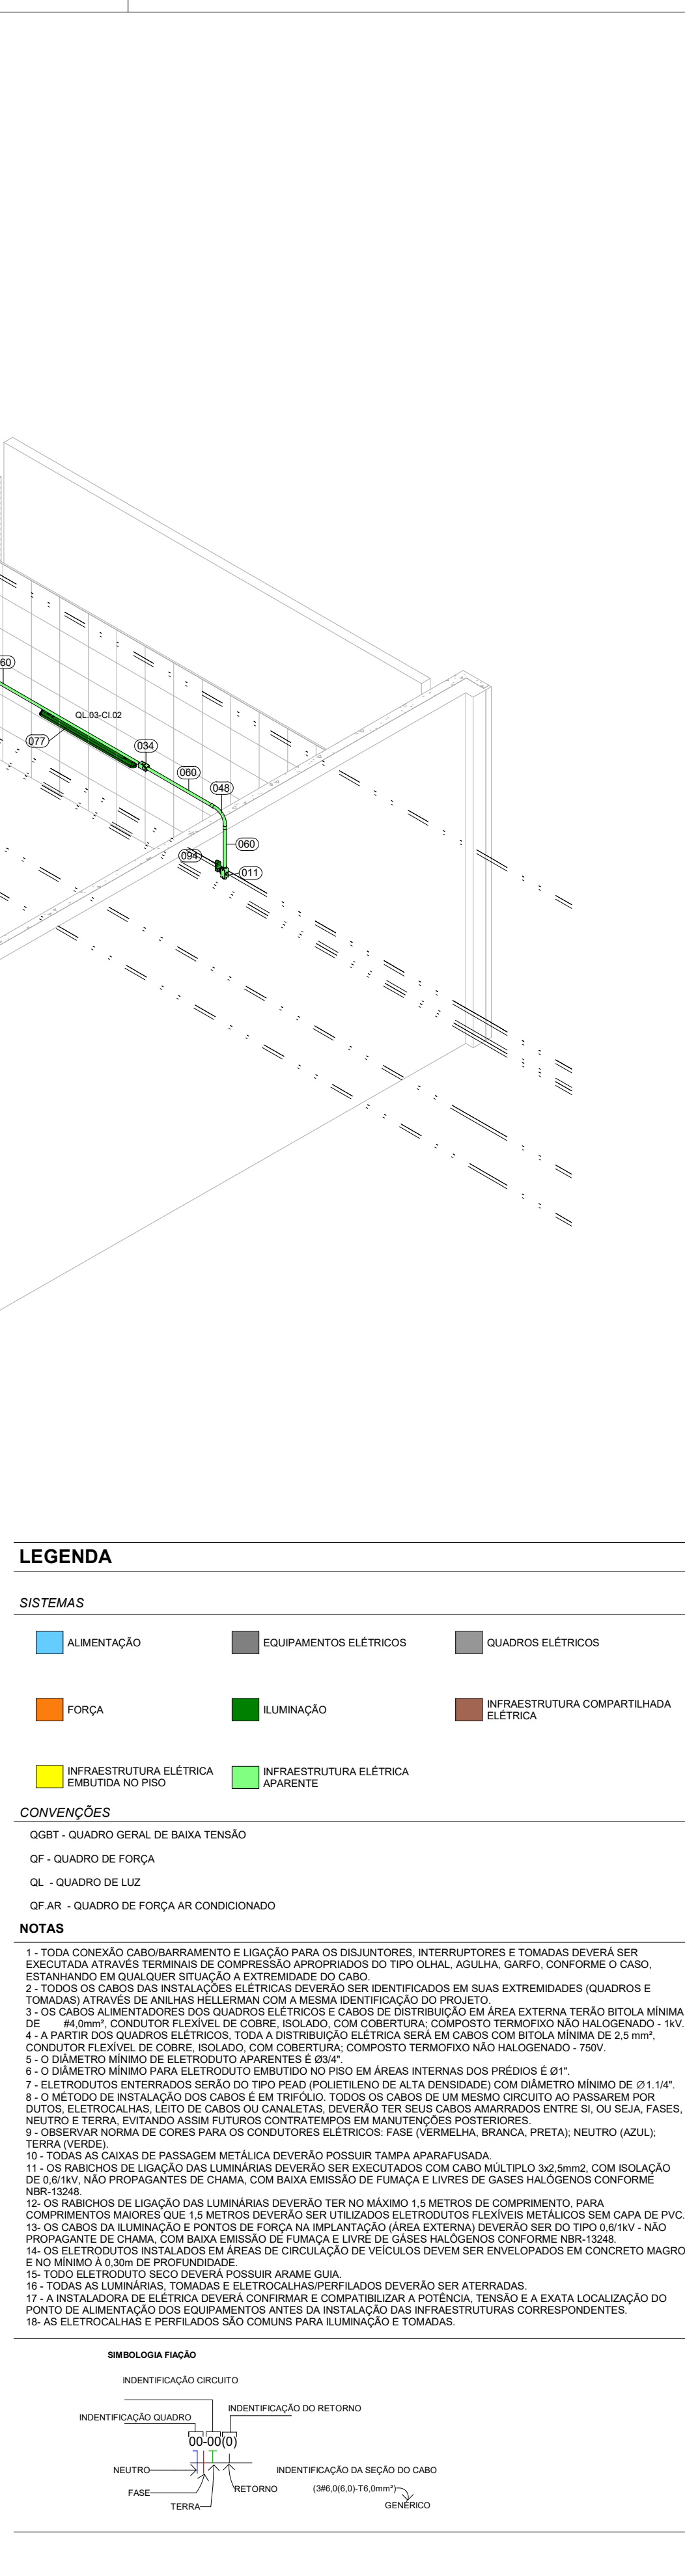 60
QL.03-CI.02
077
034
060
048
060
094
011
LEGENDA
SISTEMAS
ALIMENTAÇÃO
EQUIPAMENTOS ELÉTRICOS
QUADROS ELÉTRICOS
FORÇA
ILUMINAÇÃO
INFRAESTRUTURA COMPARTILHADA
ELÉTRICA
INFRAESTRUTURA ELÉTRICA
EMBUTIDA NO PISO
INFRAESTRUTURA ELÉTRICA
APARENTE
CONVENÇÕES
QGBT - QUADRO GERAL DE BAIXA TENSÃO
QF - QUADRO DE FORÇA
QL - QUADRO DE LUZ
QF.AR - QUADRO DE FORÇA AR CONDICIONADO
NOTAS
1 - TODA CONEXÃO CABO/BARRAMENTO E LIGAÇÃO PARA OS DISJUNTORES, INTERRUPTORES E TOMADAS DEVERÁ SER
EXECUTADA ATRAVÉS TERMINAIS DE COMPRESSÃO APROPRIADOS DO TIPO OLHAL, AGULHA, GARFO, CONFORME O CASO,
ESTANHANDO EM QUALQUER SITUAÇÃO A EXTREMIDADE DO CABO.
2 - TODOS OS CABOS DAS INSTALAÇÕES ELÉTRICAS DEVERÃO SER IDENTIFICADOS EM SUAS EXTREMIDADES (QUADROS E
TOMADAS) ATRAVÉS DE ANILHAS HELLERMAN COM A MESMA IDENTIFICAÇÃO DO PROJETO.
3 - OS CABOS ALIMENTADORES DOS QUADROS ELÉTRICOS E CABOS DE DISTRIBUIÇÃO EM ÁREA EXTERNA TERÃO BITOLA MÍNIMA
DE #4,0mm², CONDUTOR FLEXÍVEL DE COBRE, ISOLADO, COM COBERTURA; COMPOSTO TERMOFIXO NÃO HALOGENADO - 1kV.
4 - A PARTIR DOS QUADROS ELÉTRICOS, TODA A DISTRIBUIÇÃO ELÉTRICA SERÁ EM CABOS COM BITOLA MÍNIMA DE 2,5 mm²,
CONDUTOR FLEXÍVEL DE COBRE, ISOLADO, COM COBERTURA; COMPOSTO TERMOFIXO NÃO HALOGENADO - 750V.
5 - O DIÂMETRO MÍNIMO DE ELETRODUTO APARENTES É Ø3/4".
6 - O DIÂMETRO MÍNIMO PARA ELETRODUTO EMBUTIDO NO PISO EM ÁREAS INTERNAS DOS PRÉDIOS É Ø1".
7 - ELETRODUTOS ENTERRADOS SERÃO DO TIPO PEAD (POLIETILENO DE ALTA DENSIDADE) COM DIÂMETRO MÍNIMO DE ∅1.1/4".
8 - O MÉTODO DE INSTALAÇÃO DOS CABOS É EM TRIFÓLIO. TODOS OS CABOS DE UM MESMO CIRCUITO AO PASSAREM POR
DUTOS, ELETROCALHAS, LEITO DE CABOS OU CANALETAS, DEVERÃO TER SEUS CABOS AMARRADOS ENTRE SI, OU SEJA, FASES,
NEUTRO E TERRA, EVITANDO ASSIM FUTUROS CONTRATEMPOS EM MANUTENÇÕES POSTERIORES.
9 - OBSERVAR NORMA DE CORES PARA OS CONDUTORES ELÉTRICOS: FASE (VERMELHA, BRANCA, PRETA); NEUTRO (AZUL);
TERRA (VERDE).
10 - TODAS AS CAIXAS DE PASSAGEM METÁLICA DEVERÃO POSSUIR TAMPA APARAFUSADA.
11 - OS RABICHOS DE LIGAÇÃO DAS LUMINÁRIAS DEVERÃO SER EXECUTADOS COM CABO MÚLTIPLO 3x2,5mm2, COM ISOLAÇÃO
DE 0,6/1kV, NÃO PROPAGANTES DE CHAMA, COM BAIXA EMISSÃO DE FUMAÇA E LIVRES DE GASES HALÓGENOS CONFORME
NBR-13248.
12- OS RABICHOS DE LIGAÇÃO DAS LUMINÁRIAS DEVERÃO TER NO MÁXIMO 1,5 METROS DE COMPRIMENTO, PARA
COMPRIMENTOS MAIORES QUE 1,5 METROS DEVERÃO SER UTILIZADOS ELETRODUTOS FLEXÍVEIS METÁLICOS SEM CAPA DE PVC.
13- OS CABOS DA ILUMINAÇÃO E PONTOS DE FORÇA NA IMPLANTAÇÃO (ÁREA EXTERNA) DEVERÃO SER DO TIPO 0,6/1kV - NÃO
PROPAGANTE DE CHAMA, COM BAIXA EMISSÃO DE FUMAÇA E LIVRE DE GÁSES HALÔGENOS CONFORME NBR-13248.
14- OS ELETRODUTOS INSTALADOS EM ÁREAS DE CIRCULAÇÃO DE VEÍCULOS DEVEM SER ENVELOPADOS EM CONCRETO MAGRO
E NO MÍNIMO À 0,30m DE PROFUNDIDADE.
15- TODO ELETRODUTO SECO DEVERÁ POSSUIR ARAME GUIA.
16 - TODAS AS LUMINÁRIAS, TOMADAS E ELETROCALHAS/PERFILADOS DEVERÃO SER ATERRADAS.
17 - A INSTALADORA DE ELÉTRICA DEVERÁ CONFIRMAR E COMPATIBILIZAR A POTÊNCIA, TENSÃO E A EXATA LOCALIZAÇÃO DO
PONTO DE ALIMENTAÇÃO DOS EQUIPAMENTOS ANTES DA INSTALAÇÃO DAS INFRAESTRUTURAS CORRESPONDENTES.
18- AS ELETROCALHAS E PERFILADOS SÃO COMUNS PARA ILUMINAÇÃO E TOMADAS.
SIMBOLOGIA FIAÇÃO
INDENTIFICAÇÃO CIRCUITO
INDENTIFICAÇÃO DO RETORNO
INDENTIFICAÇÃO QUADRO
00-00(0)
NEUTRO
INDENTIFICAÇÃO DA SEÇÃO DO CABO
FASE
RETORNO
(3#6,0(6,0)-T6,0mm²)
TERRA
GENÉRICO